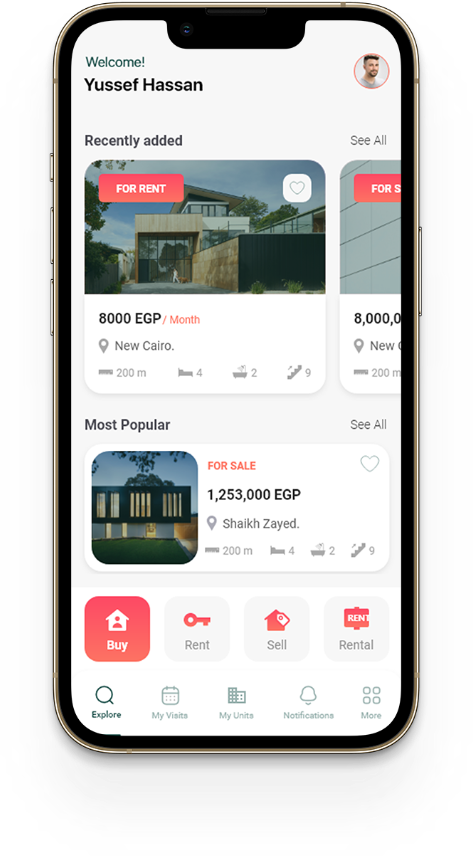 Welcome!
Yussef Hassan
Recently added See All
FOR RENT FOR S
8000 EGP / Month 8,000,0
New Cairo. New C
200 m 4 2 9 200 m
Most Popular See All
FOR SALE
1,253,000 EGP
Shaikh Zayed.
200 m 4 2 9
RENT
Buy Rent Sell Rental
Explore My Visits My Units Notifications More